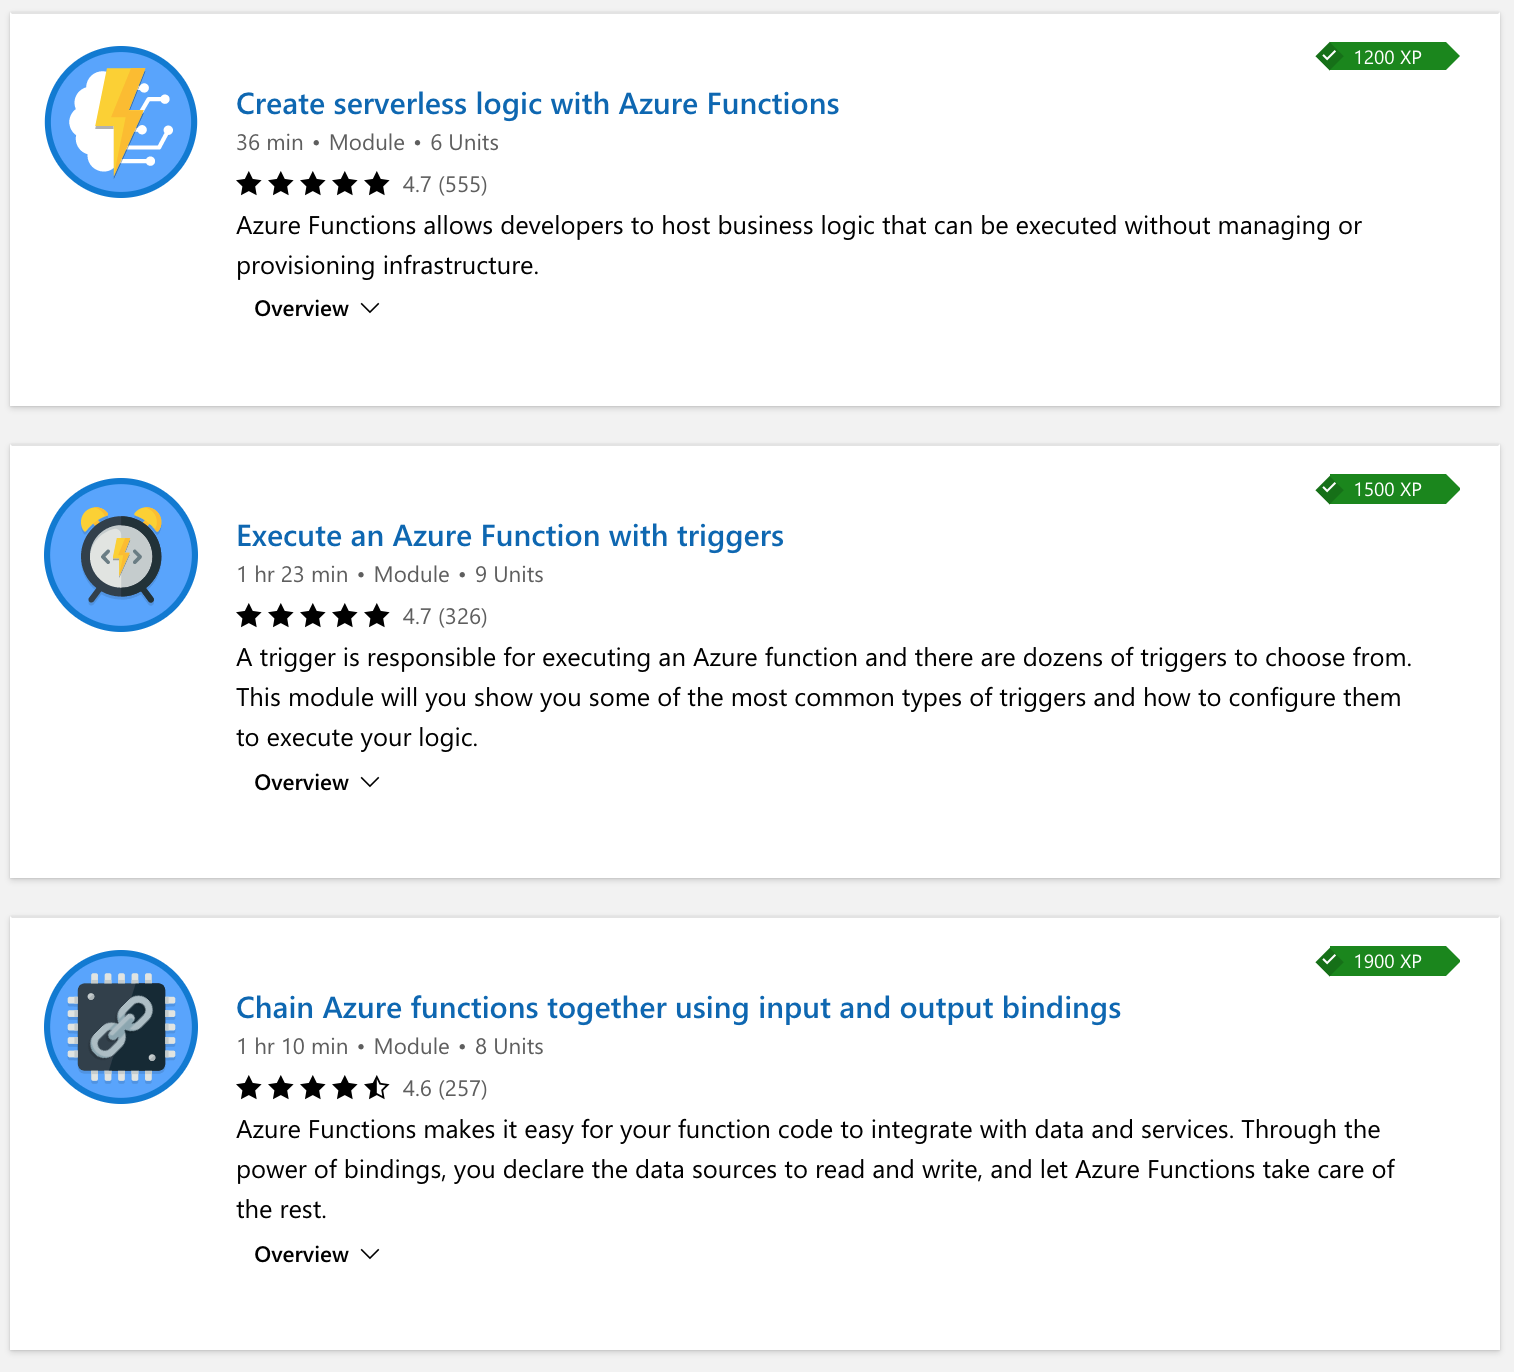 1200 XP
Create serverless logic with Azure Functions
36 min • Module • 6 Units
4.7 (555)
Azure Functions allows developers to host business logic that can be executed without managing or
provisioning infrastructure.
Overview
1500 XP
Execute an Azure Function with triggers
1 hr 23 min • Module • 9 Units
4.7 (326)
A trigger is responsible for executing an Azure function and there are dozens of triggers to choose from.
This module will you show you some of the most common types of triggers and how to configure them
to execute your logic.
Overview
1900 XP
Chain Azure functions together using input and output bindings
1 hr 10 min • Module • 8 Units
4.6 (257)
Azure Functions makes it easy for your function code to integrate with data and services. Through the
power of bindings, you declare the data sources to read and write, and let Azure Functions take care of
the rest.
Overview